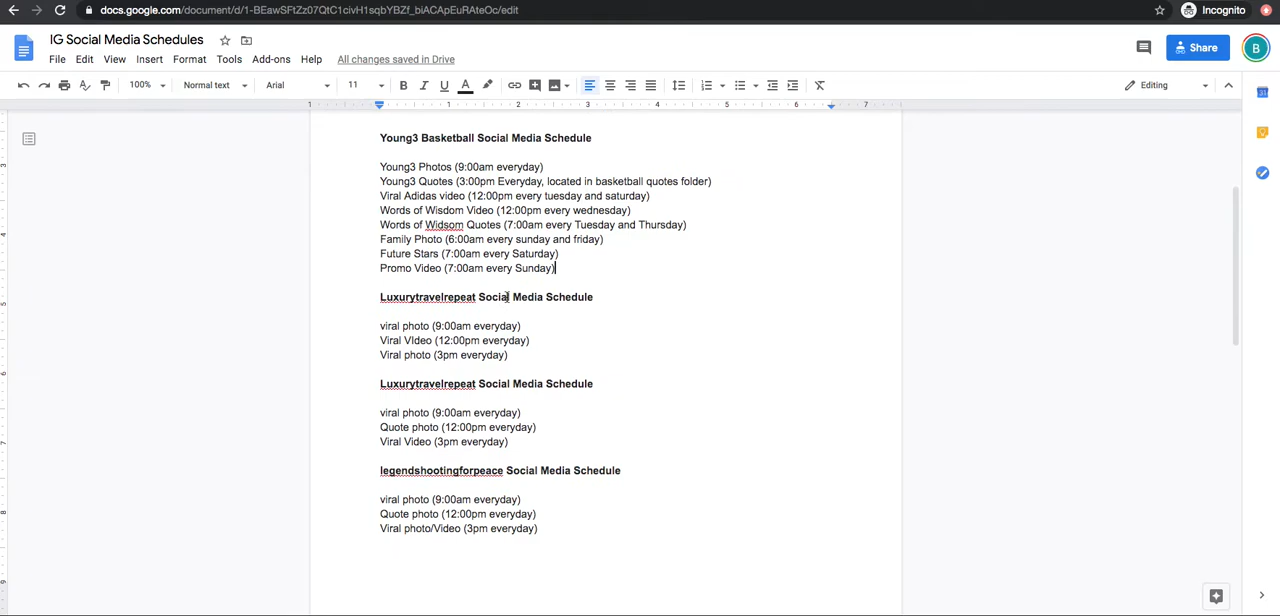 docs.google.com/document/d/1-BEawSFtZz07QtC1civH1sqbYBZf_biACApEuRAteOc/edit
Incognito
IG Social Media Schedules
File Edit View Insert Format Tools Add-ons Help All changes saved in Drive
Share
B
100% Normal text Arial 11 B I U A Editing
1 1 2 3 4 5 6 7
Young3 Basketball Social Media Schedule
Young3 Photos (9:00am everyday)
Young3 Quotes (3:00pm Everyday, located in basketball quotes folder)
Viral Adidas video (12:00pm every tuesday and saturday)
Words of Wisdom Video (12:00pm every wednesday)
Words of Widsom Quotes (7:00am every Tuesday and Thursday)
Family Photo (6:00am every sunday and friday)
Future Stars (7:00am every Saturday)
Promo Video (7:00am every Sunday)
Luxurytravelrepeat Social Media Schedule
viral photo (9:00am everyday)
Viral VIdeo (12:00pm everyday)
Viral photo (3pm everyday)
Luxurytravelrepeat Social Media Schedule
viral photo (9:00am everyday)
Quote photo (12:00pm everyday)
Viral Video (3pm everyday)
legendshootingforpeace Social Media Schedule
viral photo (9:00am everyday)
Quote photo (12:00pm everyday)
Viral photo/Video (3pm everyday)